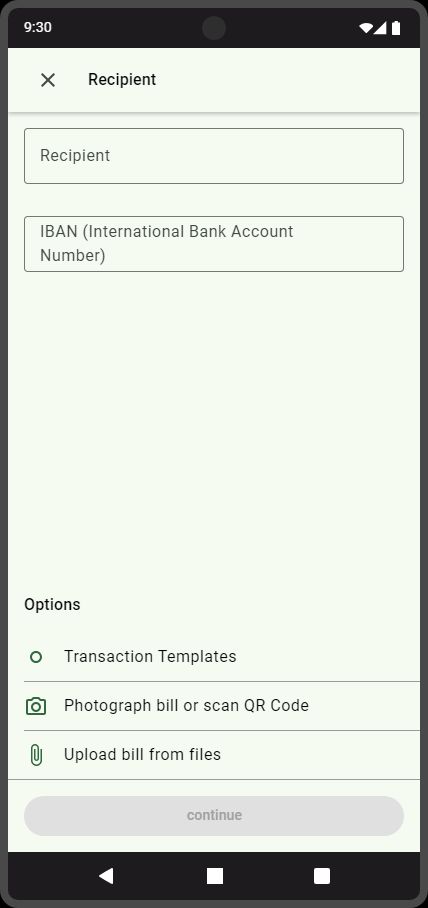 9:30
Recipient
Recipient
IBAN (International Bank Account
Number)
Options
Transaction Templates
Photograph bill or scan QR Code
Upload bill from files
continue